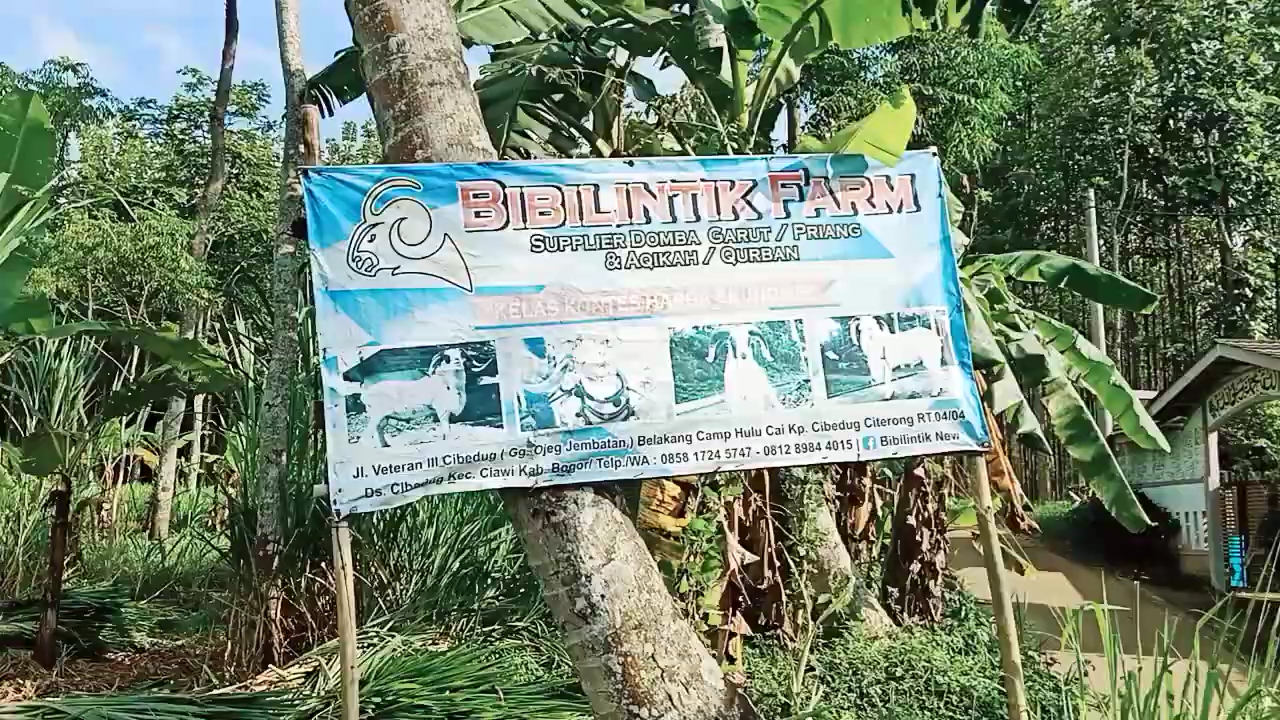 BIBILINTIK FARM
SUPPLIER DOMBA GARUT / PRIANG
& AQIKAH / QURBAN
KELAS KONTES HARGA EKONOMIS
Jl. Veteran III Cibedug ( Gg. Ojeg Jembatan,) Belakang Camp Hulu Cai Kp. Cibedug Citerong RT.04/04
Ds. Cibedug Kec. Ciawi Kab. Bogor/ Telp./WA : 0858 1724 5747 - 0812 8984 4015 | Bibilintik New